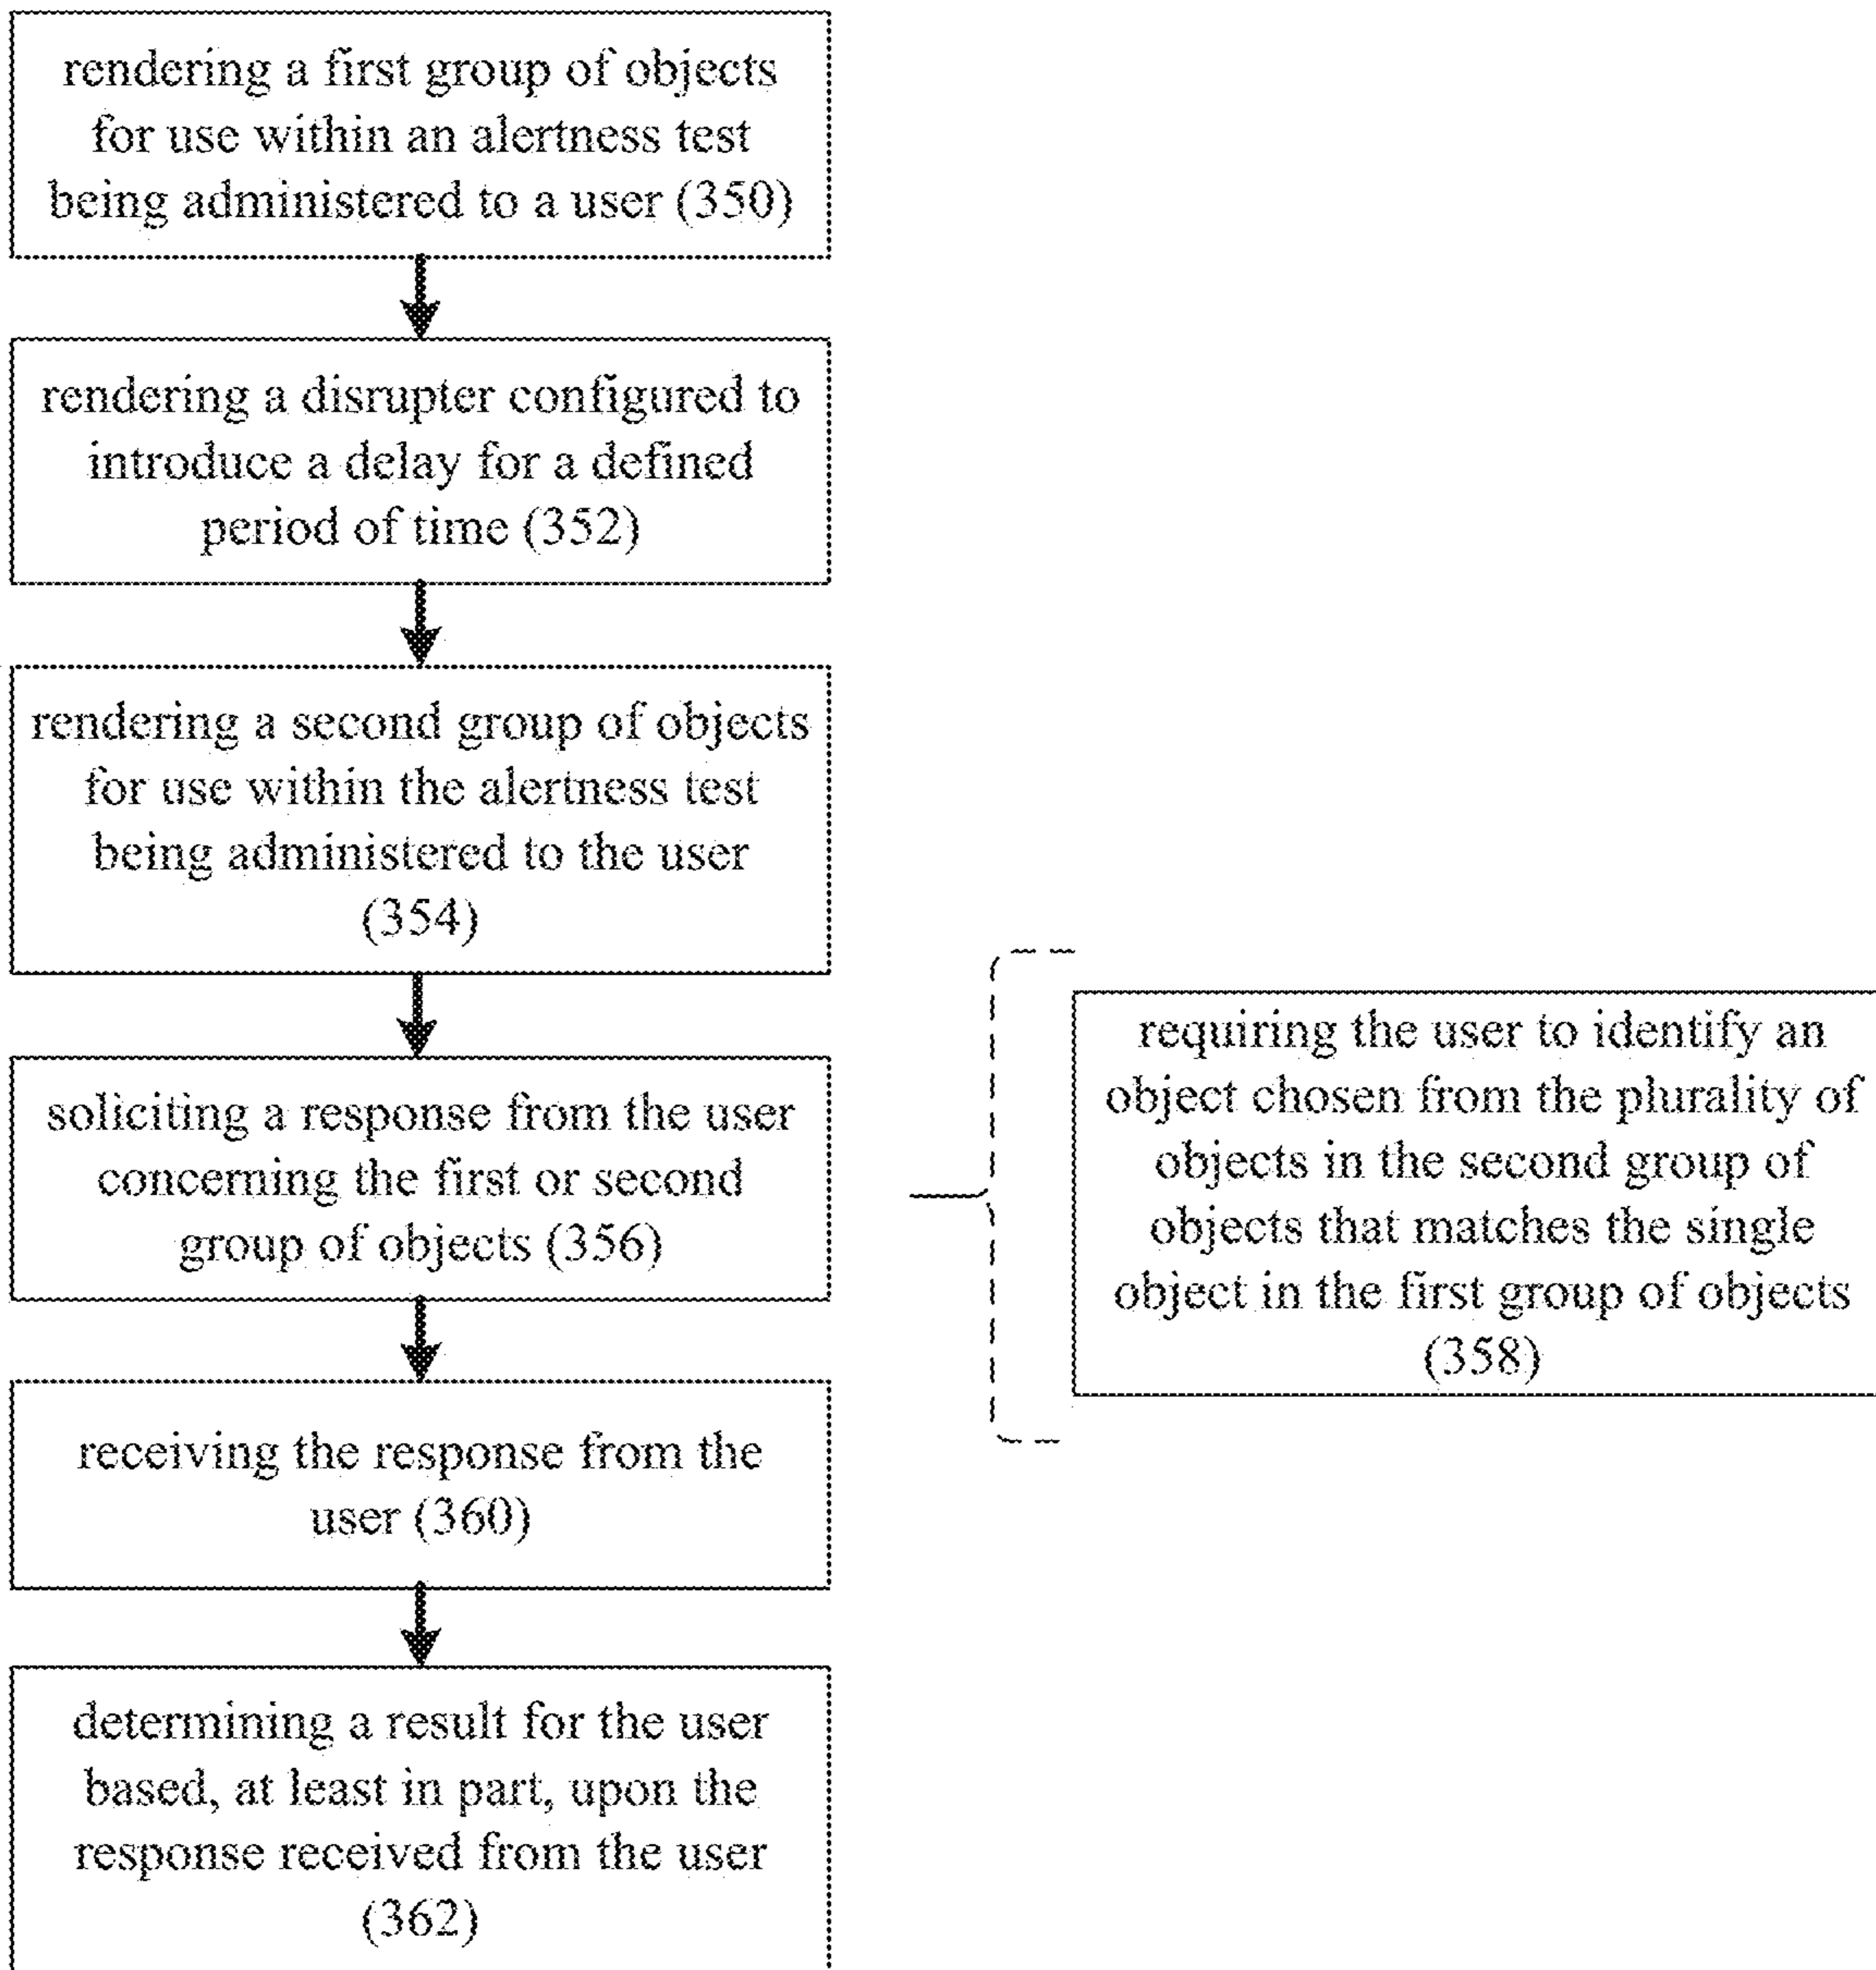 rendering a first group of objects
for use within an alertness test
being administered to a user (350)
rendering a disrupter configured to
introduce a delay for a defined
period of time (352)
rendering a second group of objects
for use within the alertness test
being administered to the user
(354)
soliciting a response from the user
concerning the first or second
group of objects (356)
requiring the user to identify an
object chosen from the plurality of
objects in the second group of
objects that matches the single
object in the first group of objects
(358)
receiving the response from the
user (360)
determining a result for the user
based, at least in part, upon the
response received from the user
(362)